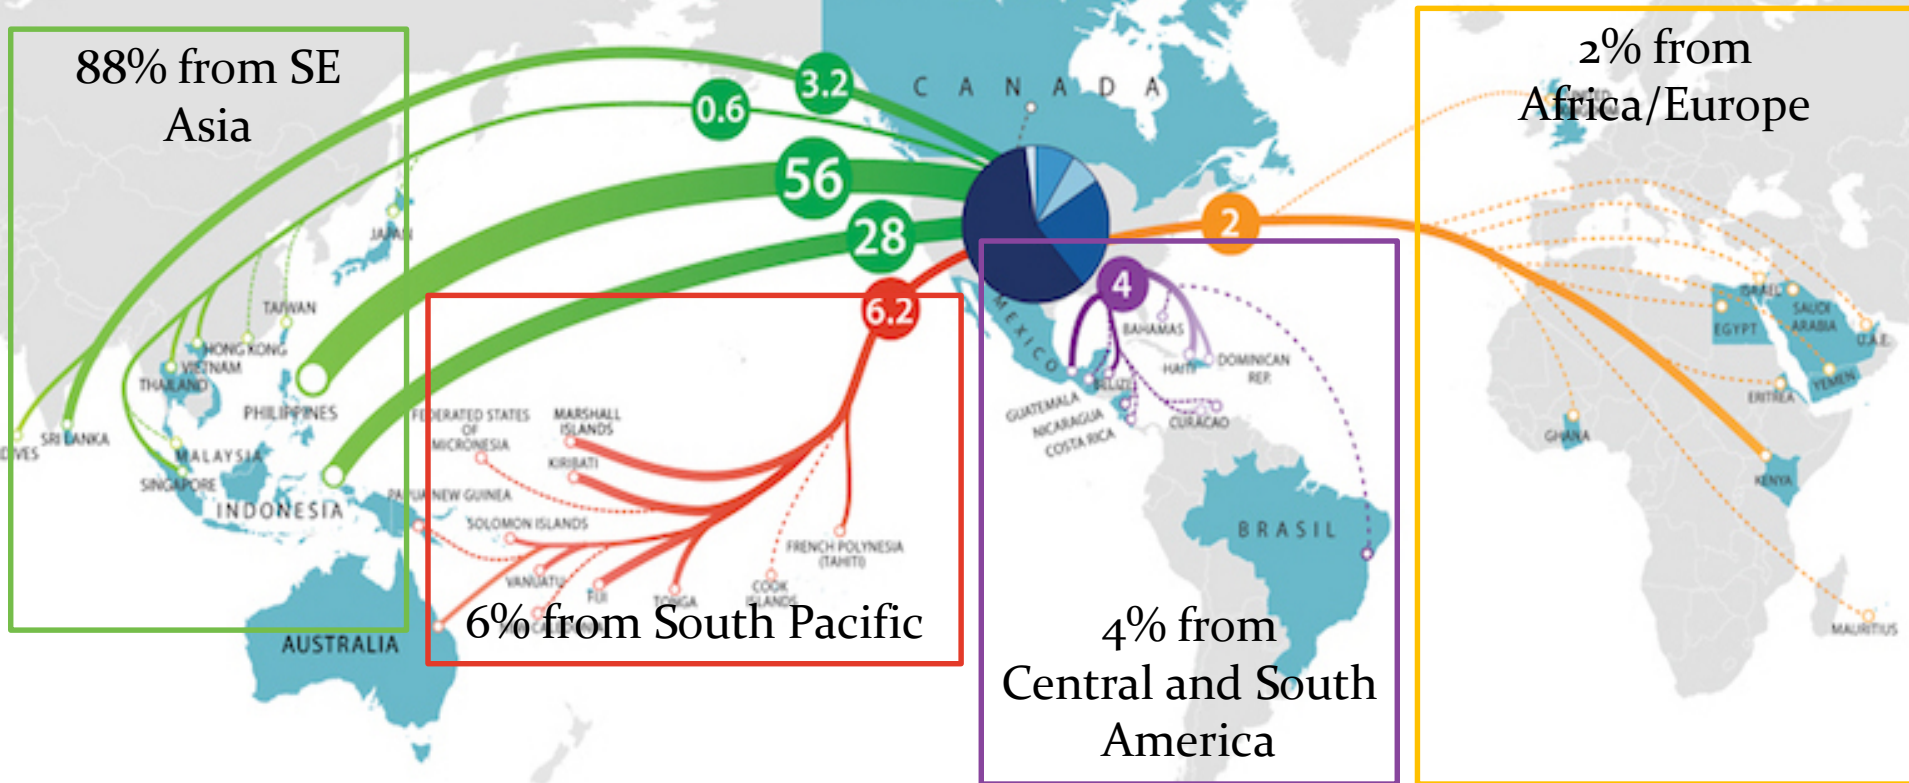 88% from SE
Asia
3.2
0.6
56
28
6.2
2
4
CANADA
2% from
Africa/Europe
JAPAN
TAIWAN
HONG KONG
VIETNAM
THAILAND
PHILIPPINES
SRI LANKA
MALAYSIA
SINGAPORE
INDONESIA
AUSTRALIA
FEDERATED STATES
OF
MICRONESIA
MARSHALL
ISLANDS
KIRIBATI
PAPUA NEW GUINEA
SOLOMON ISLANDS
VANUATU
FIJI
TONGA
COOK
ISLANDS
FRENCH POLYNESIA
(TAHITI)
6% from South Pacific
MEXICO
BAHAMAS
HAITI
DOMINICAN
REP.
BELIZE
GUATEMALA
NICARAGUA
COSTA RICA
CURACAO
BRASIL
4% from
Central and South
America
ISRAEL
EGYPT
SAUDI
ARABIA
U.A.E.
YEMEN
ERITREA
GHANA
KENYA
MAURITIUS